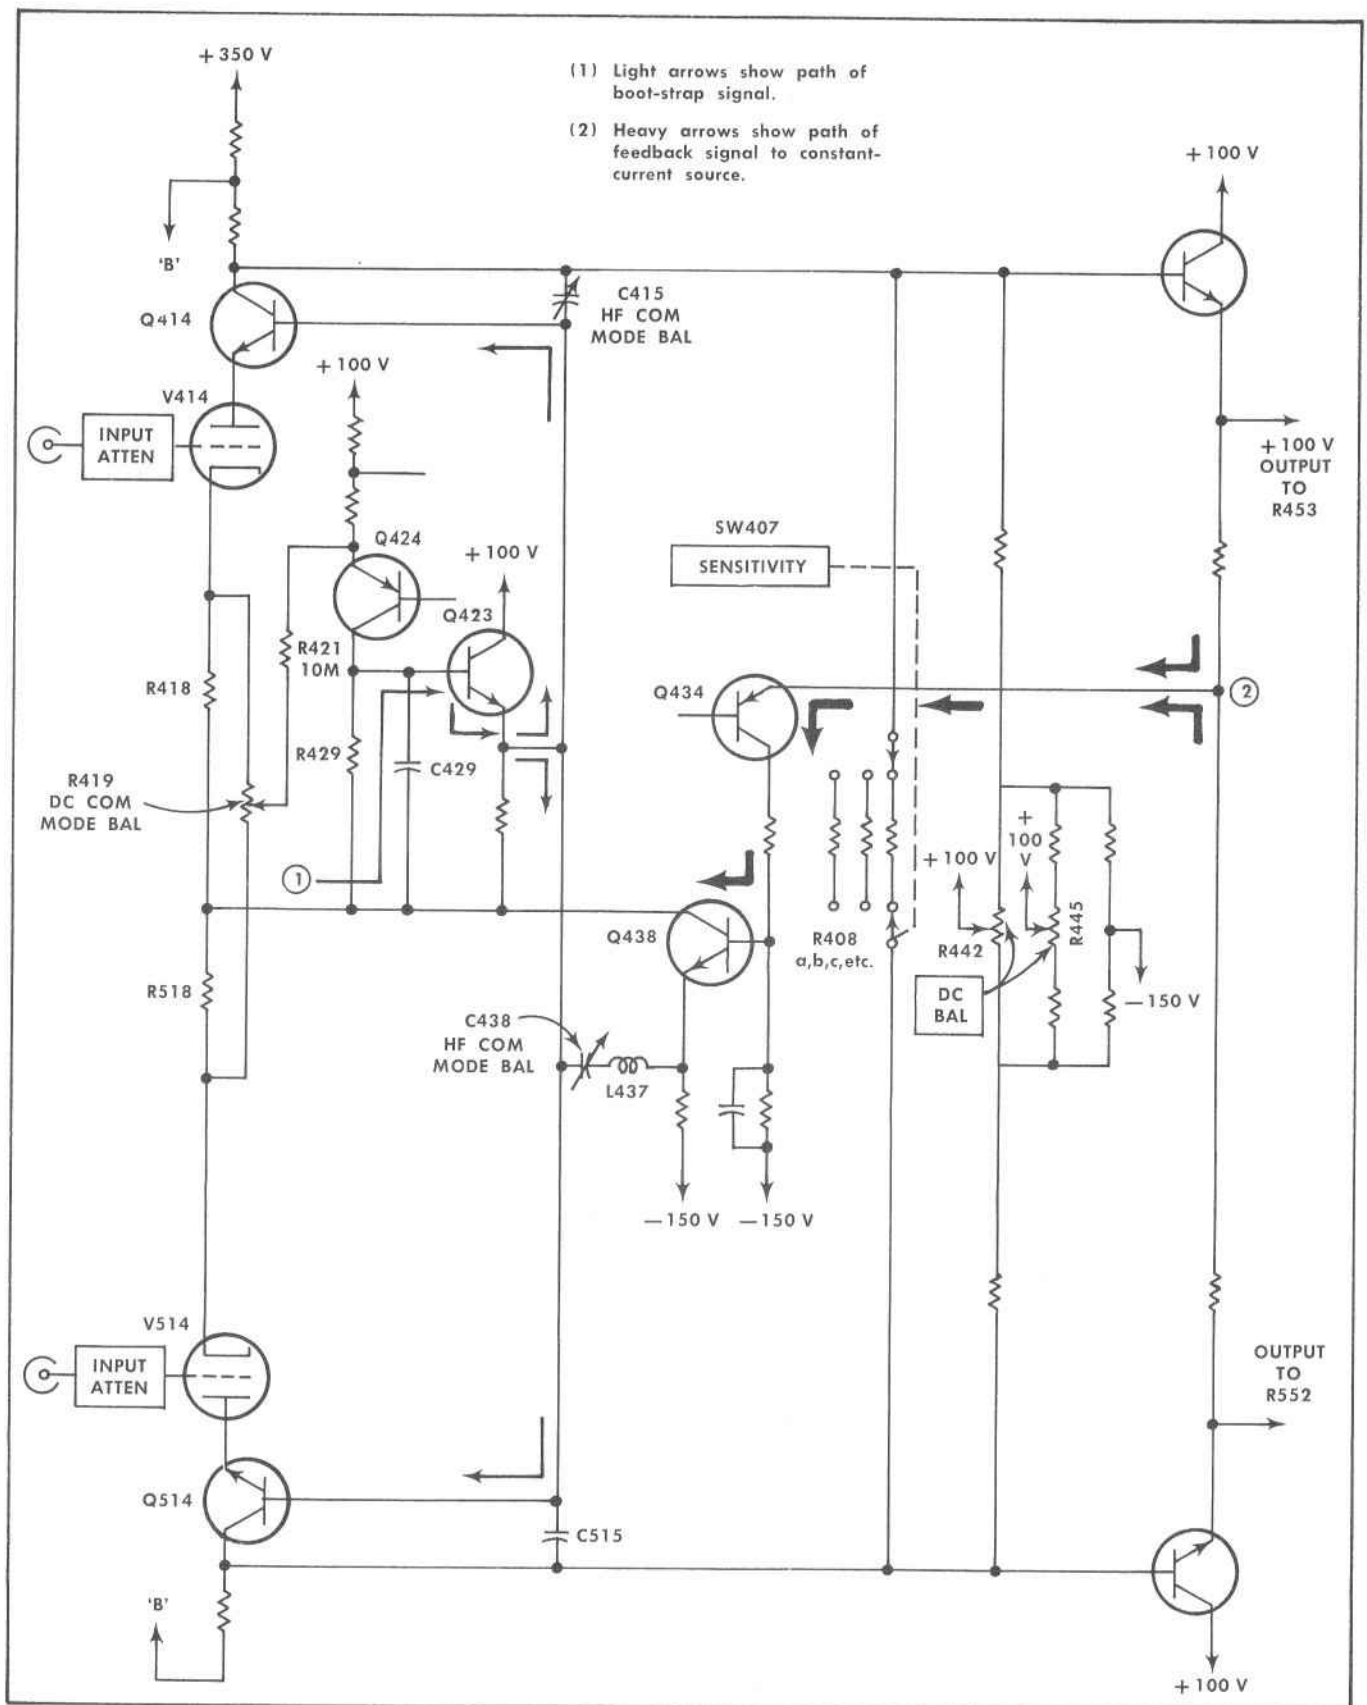 +350 V
(1) Light arrows show path of
boot-strap signal.
(2) Heavy arrows show path of
feedback signal to constant-
current source.
+100 V
'B'
Q414
C415
HF COM
MODE BAL
+100 V
V414
INPUT
ATTEN
+100 V
OUTPUT
TO
R453
SW407
SENSITIVITY
Q424
+100 V
Q423
R421
10M
R418
Q434
2
R429
C429
R419
DC COM
MODE BAL
+
100
V
+100 V
1
R445
Q438
R408
a,b,c,etc.
R442
R518
DC
BAL
—150 V
C438
HF COM
MODE BAL
L437
—150 V
—150 V
V514
INPUT
ATTEN
OUTPUT
TO
R552
Q514
C515
'B'
+100 V